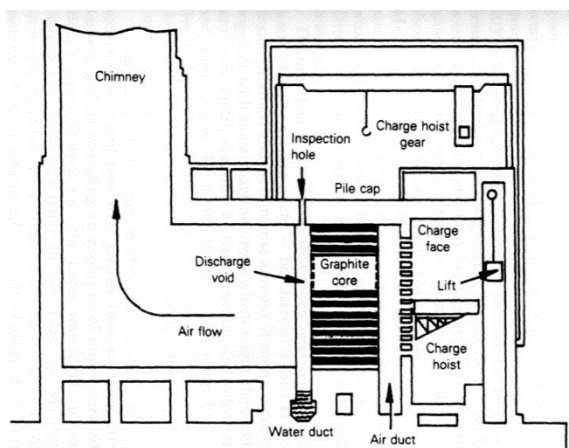 Chimney
Inspection
hole
Charge hoist
gear
Pile cap
Discharge
void
Graphite
core
Charge
face
Lift
Air flow
Charge
hoist
Water duct
Air duct